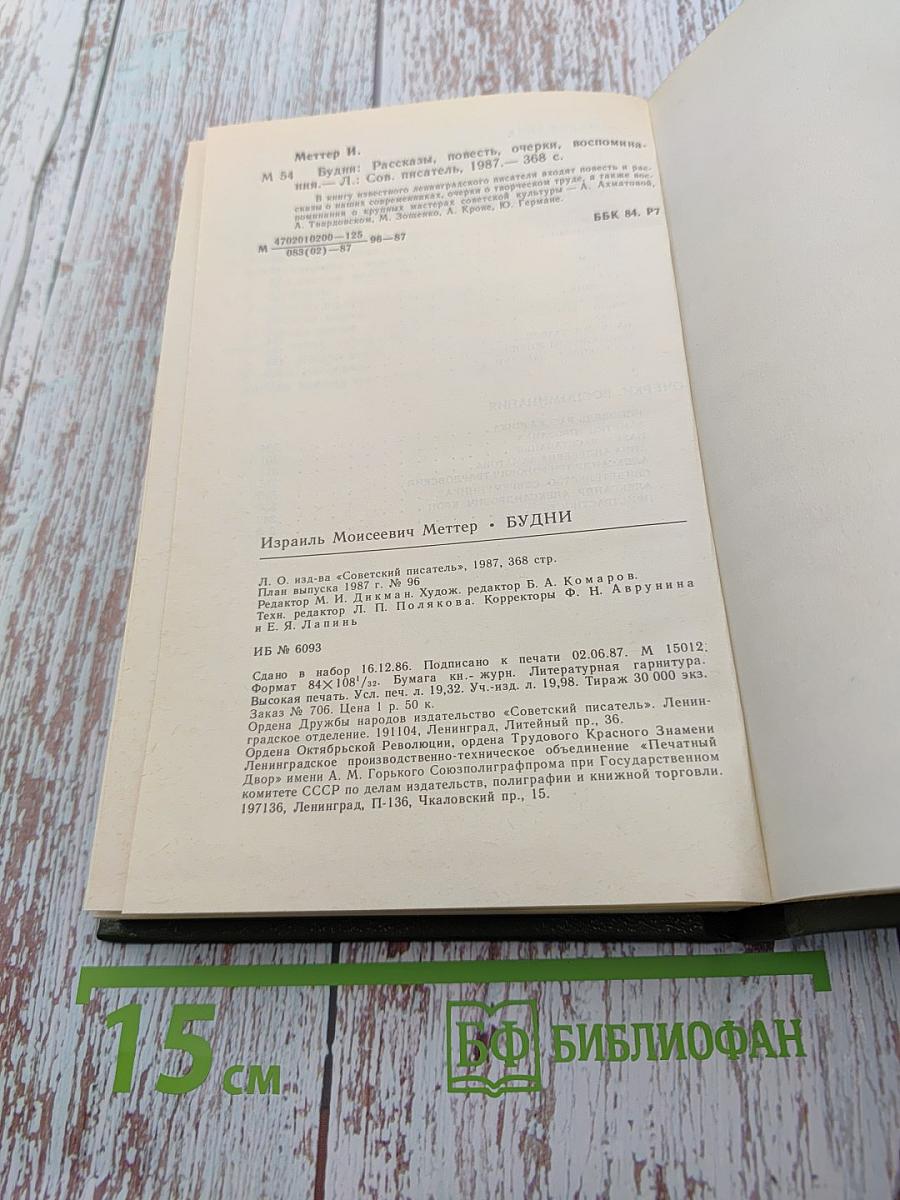 Меттер И.
М 54 Будни: Рассказы, повесть, очерки, воспомина-
ния.— Л.: Сов. писатель, 1987.— 368 с.
В книгу известного ленинградского писателя входят повесть и рас-
сказы о наших современниках, очерки о творческом труде, а также вос-
поминания о крупных мастерах советской культуры — А. Ахматовой,
А. Твардовском, М. Зощенко, А. Кроне, Ю. Германе.
М 4702010200—125 96—87
083(02)—87
ББК 84. Р7
ОЧЕРКИ. ВОСПОМИНАНИЯ
Израиль Моисеевич Меттер • БУДНИ
Л. О. изд-ва «Советский писатель», 1987, 368 стр.
План выпуска 1987 г. № 96
Редактор М. И. Дикман. Худож. редактор Б. А. Комаров.
Техн. редактор Л. П. Полякова. Корректоры Ф. Н. Аврунина
и Е. Я. Лапинь
ИБ № 6093
Сдано в набор 16.12.86. Подписано к печати 02.06.87. М 15012.
Формат 84×108¹/₃₂. Бумага кн.- журн. Литературная гарнитура.
Высокая печать. Усл. печ. л. 19,32. Уч.-изд. л. 19,98. Тираж 30 000 экз.
Заказ № 706. Цена 1 р. 50 к.
Ордена Дружбы народов издательство «Советский писатель». Ленин-
градское отделение. 191104, Ленинград, Литейный пр., 36.
Ордена Октябрьской Революции, ордена Трудового Красного Знамени
Ленинградское производственно-техническое объединение «Печатный
Двор» имени А. М. Горького Союзполиграфпрома при Государственном
комитете СССР по делам издательств, полиграфии и книжной торговли.
197136, Ленинград, П-136, Чкаловский пр., 15.
15 см
БФ БИБЛИОФАН